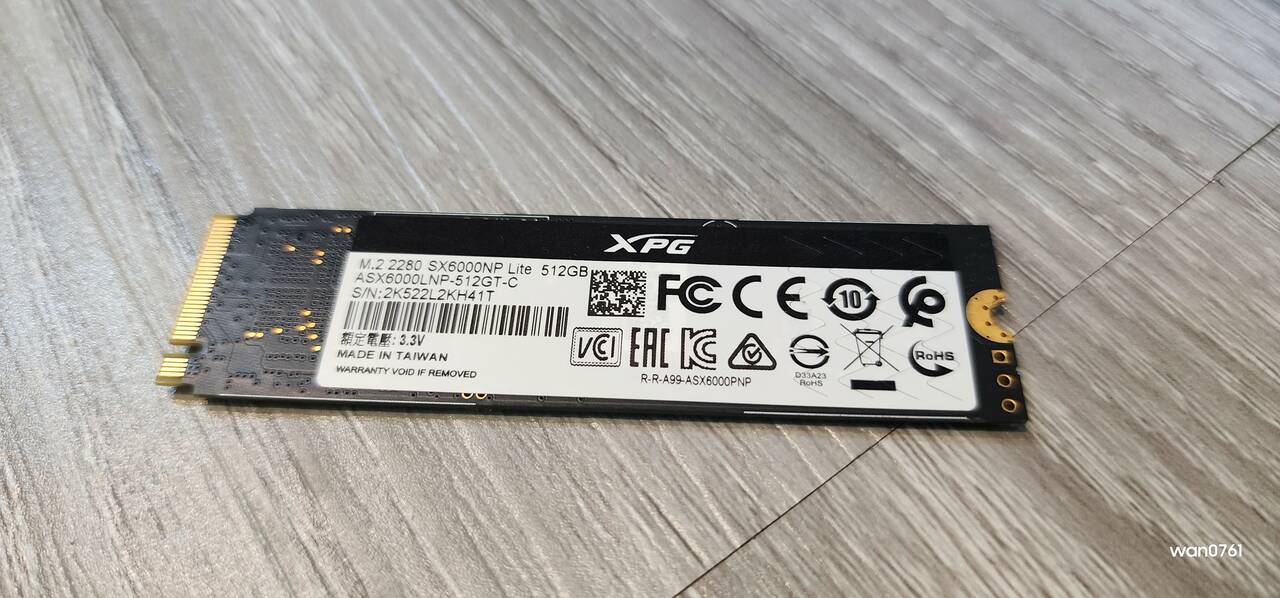 XPG
M.2 2280 SX6000NP Lite 512GB
ASX6000LNP-512GT-C
S/N:2K522L2KH41T
額定電壓: 3.3V
MADE IN TAIWAN
WARRANTY VOID IF REMOVED
FC CE 10
VCI EAC KC
R-R-A99-ASX6000PNP
D33A23
RoHS
RoHS
wan0761